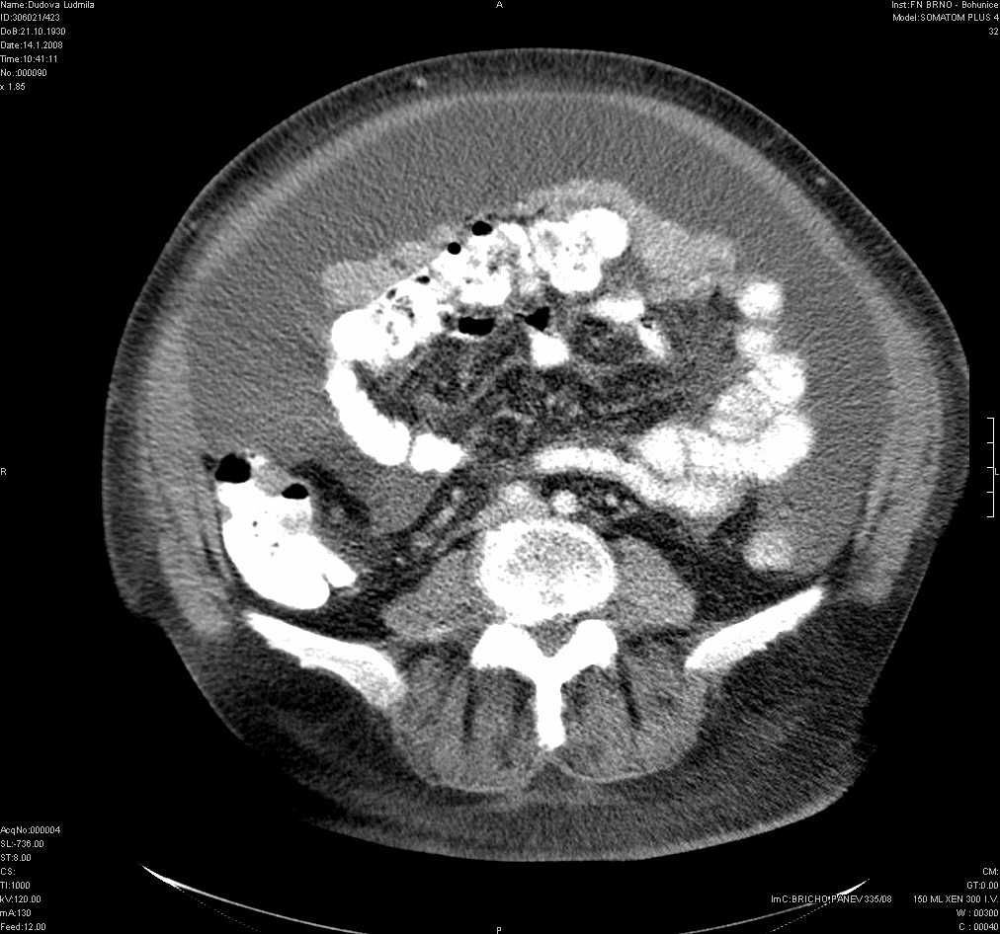 Name:Dudova Ludmila
ID:306021/423
DoB:21.10.1930
Date:14.1.2008
Time:10:41:11
No.:000090
x 1.85
A
Inst:FN BRNO - Bohunice
Model:SOMATOM PLUS 4
32
R
L
AcqNo:000004
SL:-736.00
ST:8.00
CS:
TI:1000
kV:120.00
mA:130
Feed:12.00
P
CM:
GT:0.00
ImC:BRICHO!PANEV 335/08 150 ML XEN 300 I.V.
W : 00300
C : 00040